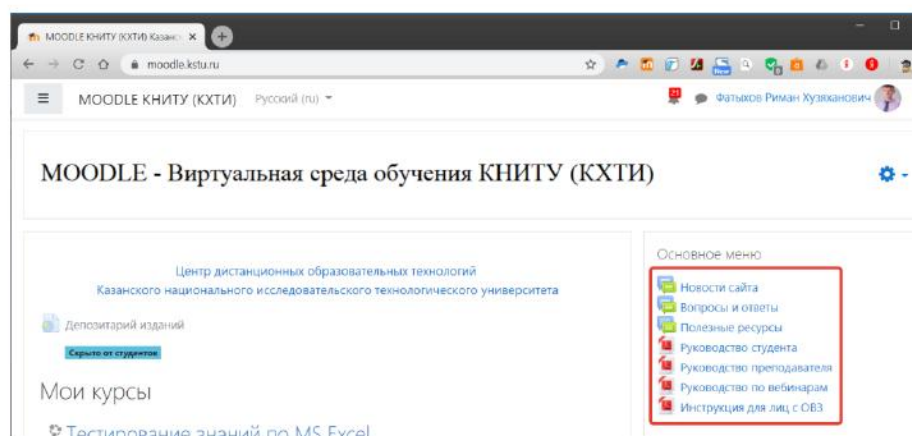 MOODLE КНИТУ (КХТИ) Казанс
moodle.kstu.ru
New
MOODLE КНИТУ (КХТИ) Русский (ru)
21
Фатыхов Риман Хузяханович
MOODLE - Виртуальная среда обучения КНИТУ (КХТИ)
Центр дистанционных образовательных технологий
Казанского национального исследовательского технологического университета
Депозитарий изданий
Скрыто от студентов
Мои курсы
Тестирование знаний по MS Excel
Основное меню
Новости сайта
Вопросы и ответы
Полезные ресурсы
Руководство студента
Руководство преподавателя
Руководство по вебинарам
Инструкция для лиц с ОВЗ